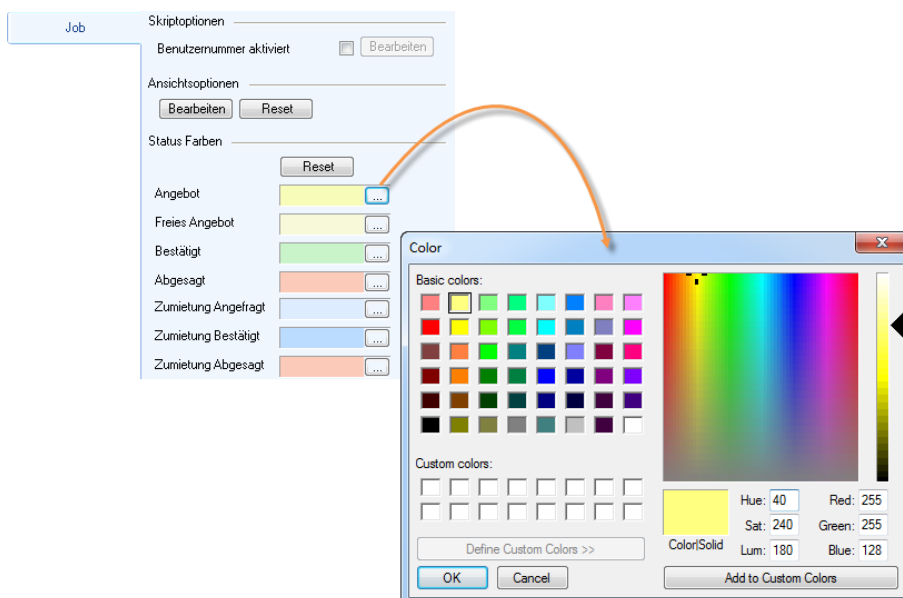 Job
Skriptoptionen
Benutzernummer aktiviert
Bearbeiten
Ansichtsoptionen
Bearbeiten Reset
Status Farben
Reset
Angebot ...
Freies Angebot ...
Bestätigt ...
Abgesagt ...
Zumietung Angefragt ...
Zumietung Bestätigt ...
Zumietung Abgesagt ...
Color
Basic colors:
Custom colors:
Define Custom Colors >>
OK Cancel
Color|Solid
Hue: 40 Red: 255
Sat: 240 Green: 255
Lum: 180 Blue: 128
Add to Custom Colors